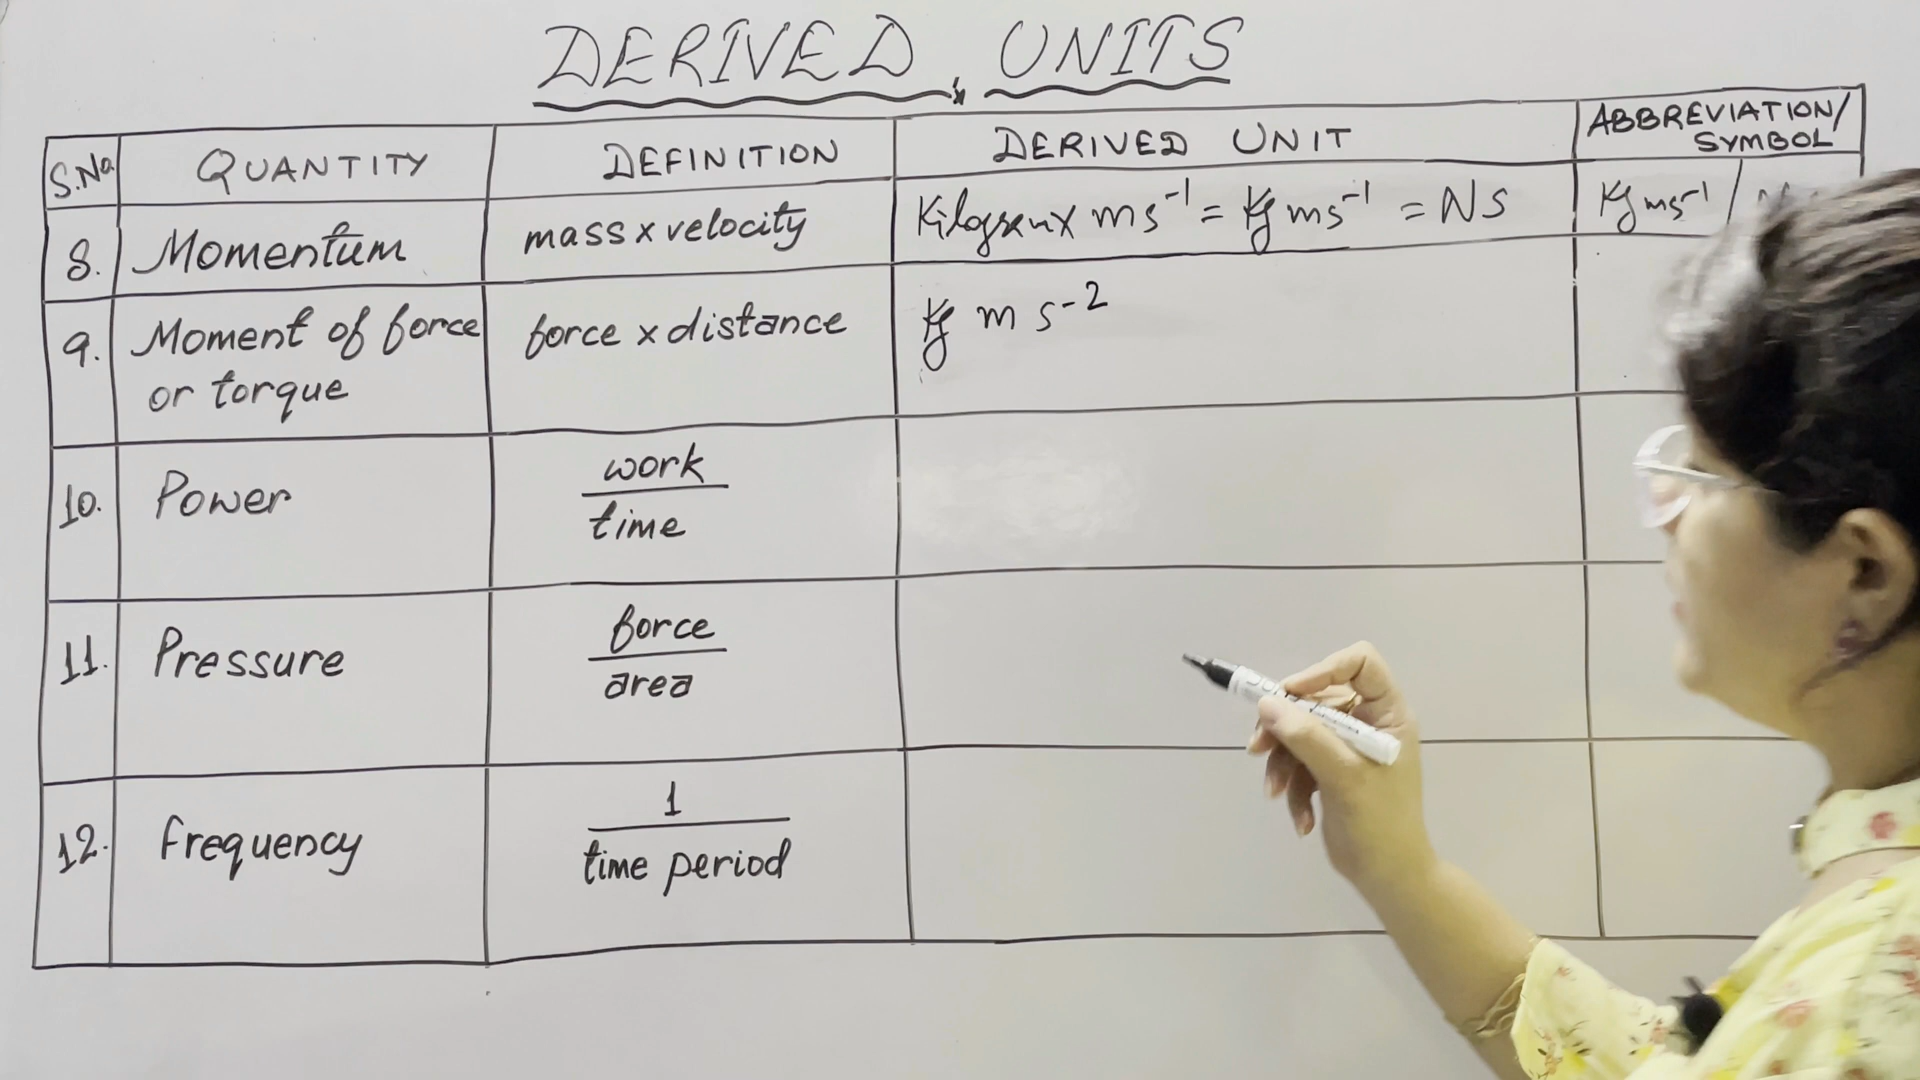 DERIVED UNITS
S.No. QUANTITY DEFINITION DERIVED UNIT ABBREVIATION/
SYMBOL
8. Momentum mass x velocity Kilogram x ms⁻¹ = Kg ms⁻¹ = NS Kg ms⁻¹ /
9. Moment of force force x distance Kg m s⁻²
or torque
10. Power work
time
11. Pressure force
area
12. frequency 1
time period